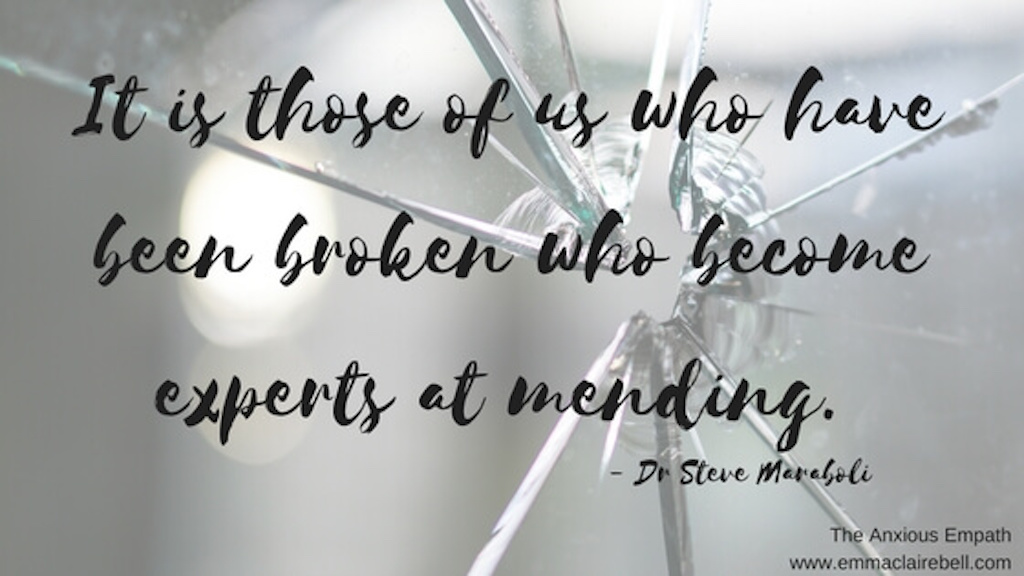 It is those of us who have
been broken who become
experts at mending.
- Dr Steve Maraboli
The Anxious Empath
www.emmaclairebell.com